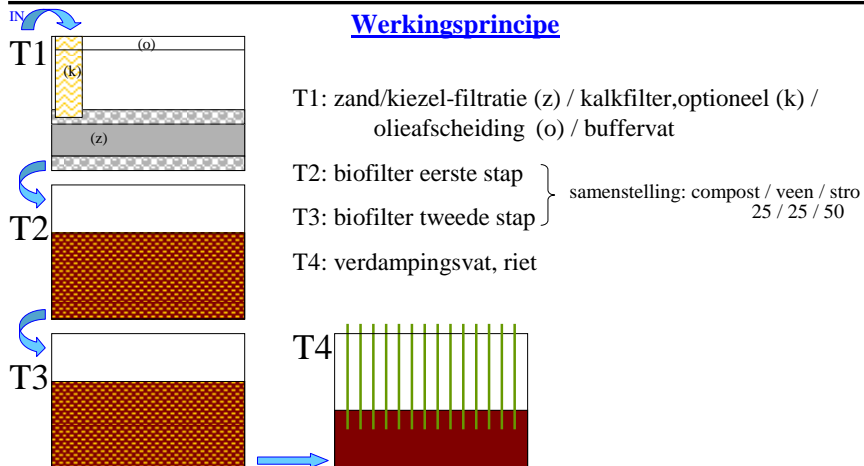 Werkingsprincipe
IN
T1
(o)
(k)
(z)
T1: zand/kiezel-filtratie (z) / kalkfilter,optioneel (k) /
olieafscheiding (o) / buffervat
T2: biofilter eerste stap
samenstelling: compost / veen / stro
25 / 25 / 50
T3: biofilter tweede stap
T4: verdampingsvat, riet
T2
T3
T4